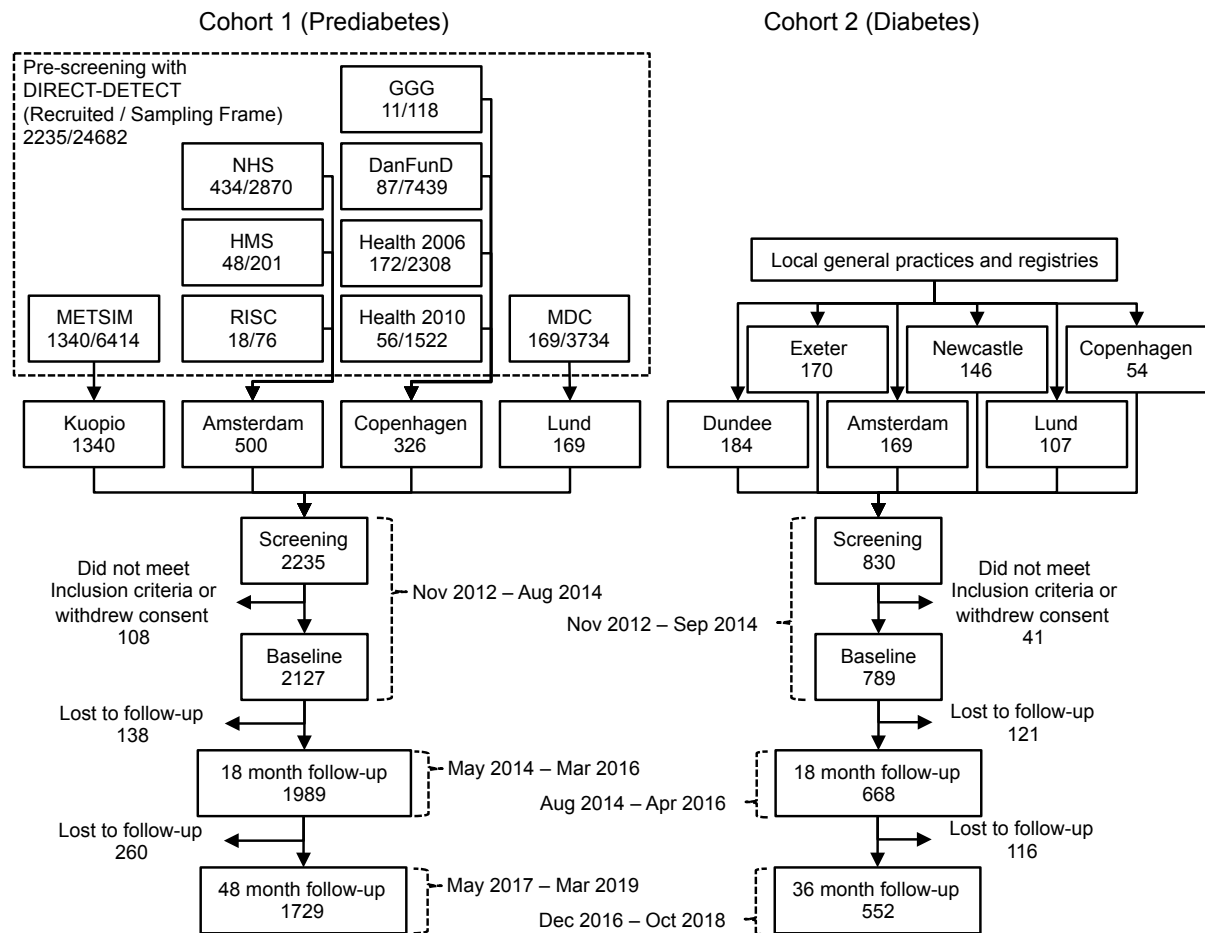 Cohort 1 (Prediabetes)
Cohort 2 (Diabetes)
Pre-screening with
DIRECT-DETECT
(Recruited / Sampling Frame)
2235/24682
GGG
11/118
NHS
434/2870
DanFunD
87/7439
HMS
48/201
Health 2006
172/2308
METSIM
1340/6414
RISC
18/76
Health 2010
56/1522
MDC
169/3734
Kuopio
1340
Amsterdam
500
Copenhagen
326
Lund
169
Screening
2235
Did not meet
Inclusion criteria or
withdrew consent
108
Nov 2012 – Aug 2014
Baseline
2127
Lost to follow-up
138
18 month follow-up
1989
May 2014 – Mar 2016
Lost to follow-up
260
48 month follow-up
1729
May 2017 – Mar 2019
Local general practices and registries
Exeter
170
Newcastle
146
Copenhagen
54
Dundee
184
Amsterdam
169
Lund
107
Screening
830
Did not meet
Inclusion criteria or
withdrew consent
41
Nov 2012 – Sep 2014
Baseline
789
Lost to follow-up
121
18 month follow-up
668
Aug 2014 – Apr 2016
Lost to follow-up
116
36 month follow-up
552
Dec 2016 – Oct 2018